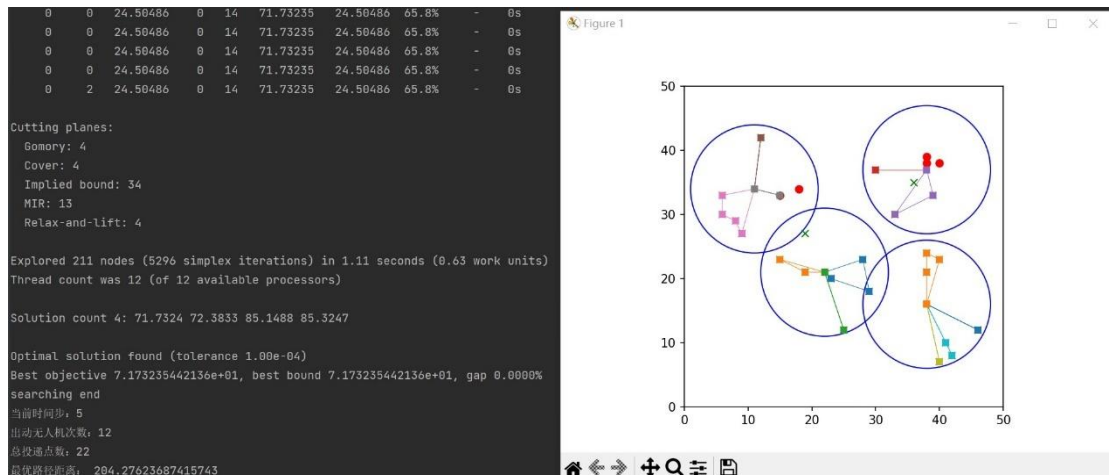 0 0 24.50486 0 14 71.73235 24.50486 65.8% - 0s
0 0 24.50486 0 14 71.73235 24.50486 65.8% - 0s
0 0 24.50486 0 14 71.73235 24.50486 65.8% - 0s
0 0 24.50486 0 14 71.73235 24.50486 65.8% - 0s
0 2 24.50486 0 14 71.73235 24.50486 65.8% - 0s
Cutting planes:
Gomory: 4
Cover: 4
Implied bound: 34
MIR: 13
Relax-and-lift: 4
Explored 211 nodes (5296 simplex iterations) in 1.11 seconds (0.63 work units)
Thread count was 12 (of 12 available processors)
Solution count 4: 71.7324 72.3833 85.1488 85.3247
Optimal solution found (tolerance 1.00e-04)
Best objective 7.173235442136e+01, best bound 7.173235442136e+01, gap 0.0000%
searching end
当前时间步: 5
出动无人机次数: 12
总投递点数: 22
最优路径距离: 204.27623687415743
Figure 1
50
40
30
20
10
0
0 10 20 30 40 50